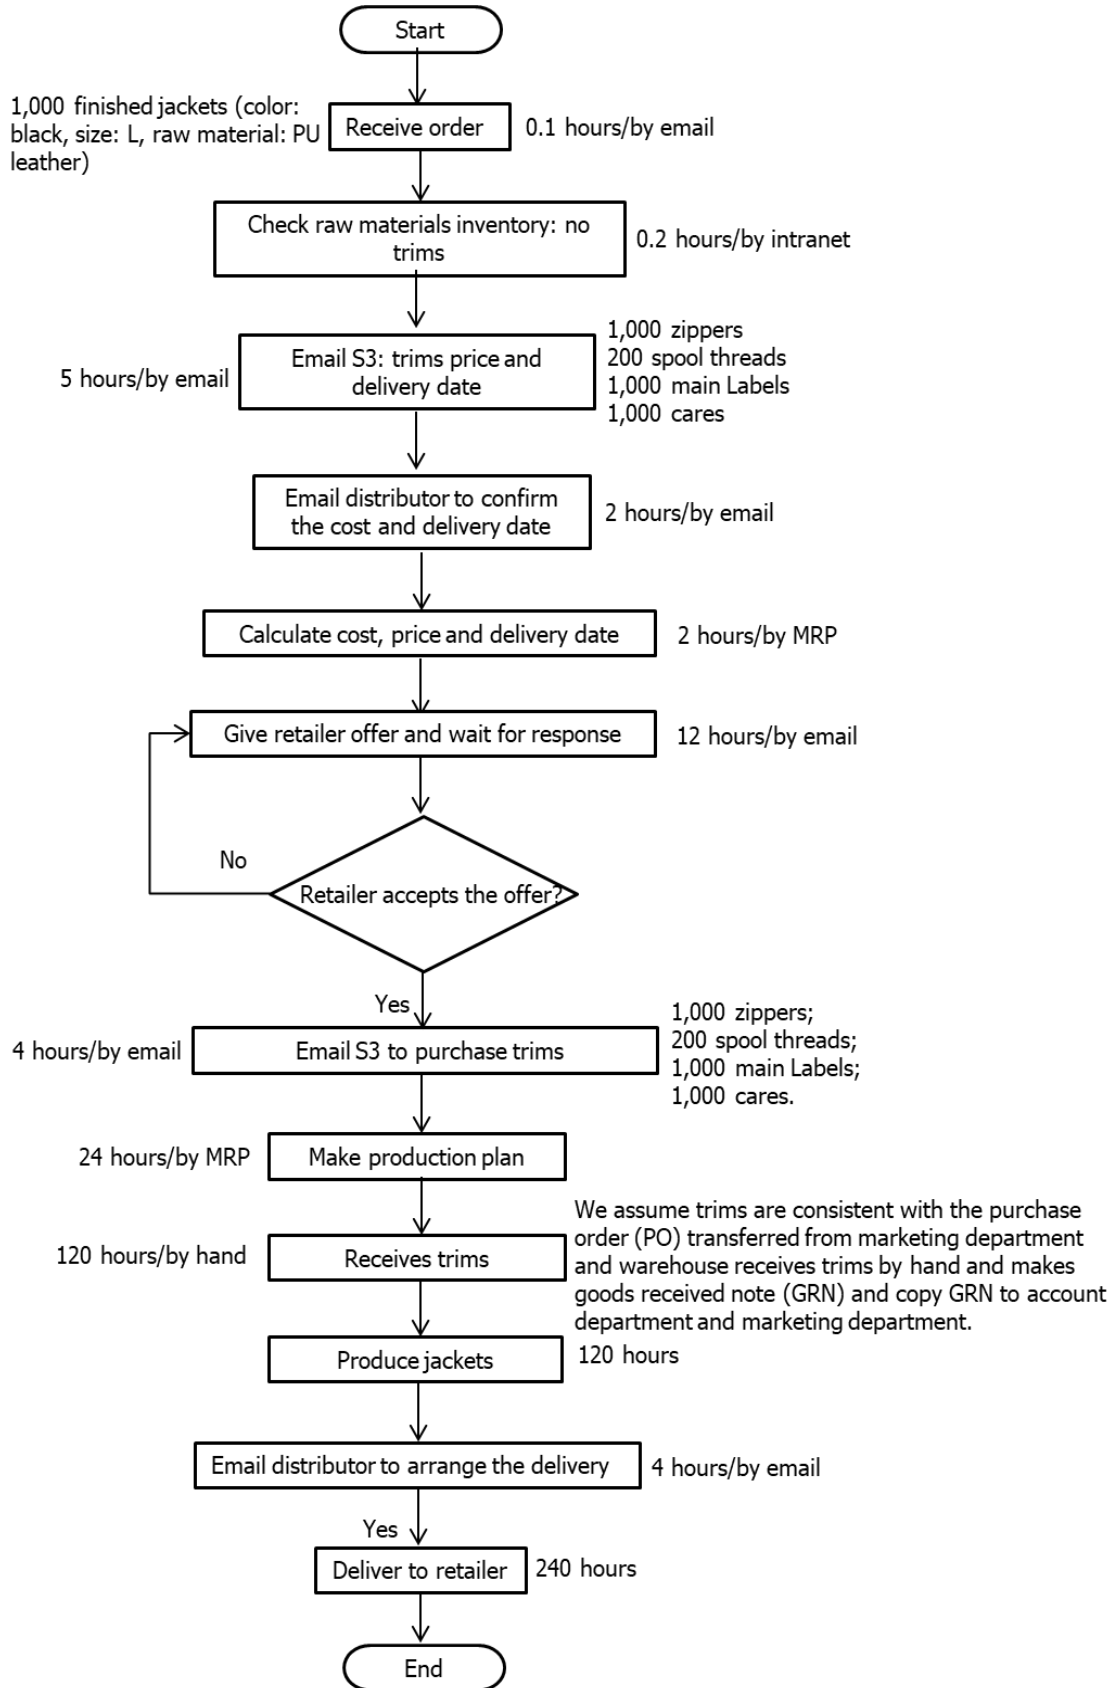 Start
1,000 finished jackets (color:
black, size: L, raw material: PU
leather)
Receive order
0.1 hours/by email
Check raw materials inventory: no
trims
0.2 hours/by intranet
5 hours/by email
Email S3: trims price and
delivery date
1,000 zippers
200 spool threads
1,000 main Labels
1,000 cares
Email distributor to confirm
the cost and delivery date
2 hours/by email
Calculate cost, price and delivery date
2 hours/by MRP
Give retailer offer and wait for response
12 hours/by email
No
Retailer accepts the offer?
Yes
4 hours/by email
Email S3 to purchase trims
1,000 zippers;
200 spool threads;
1,000 main Labels;
1,000 cares.
24 hours/by MRP
Make production plan
120 hours/by hand
Receives trims
We assume trims are consistent with the purchase
order (PO) transferred from marketing department
and warehouse receives trims by hand and makes
goods received note (GRN) and copy GRN to account
department and marketing department.
Produce jackets
120 hours
Email distributor to arrange the delivery
4 hours/by email
Yes
Deliver to retailer
240 hours
End